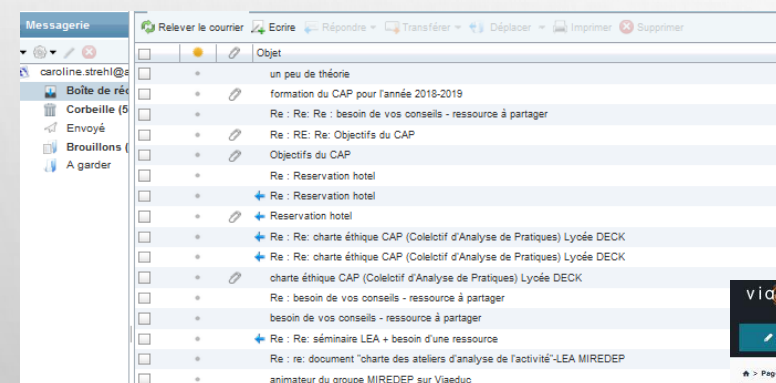 Messagerie
Relever le courrier Ecrire Répondre Transférer Déplacer Imprimer Supprimer
Objet
caroline.strehl@a
Boîte de réc
Corbeille (5
Envoyé
Brouillons (
A garder
un peu de théorie
formation du CAP pour l'année 2018-2019
Re : Re: Re : besoin de vos conseils - ressource à partager
Re : RE: Re: Objectifs du CAP
Objectifs du CAP
Re : Reservation hotel
Re : Reservation hotel
Reservation hotel
Re : Re: charte éthique CAP (Colelctif d'Analyse de Pratiques) Lycée DECK
Re : Re: charte éthique CAP (Colelctif d'Analyse de Pratiques) Lycée DECK
charte éthique CAP (Colelctif d'Analyse de Pratiques) Lycée DECK
Re : besoin de vos conseils - ressource à partager
besoin de vos conseils - ressource à partager
Re : Re: séminaire LEA + besoin d'une ressource
Re : re: document "charte des ateliers d'analyse de l'activité"-LEA MIREDEP
animateur du groupe MIREDEP sur Viaeduc
via
> Pag